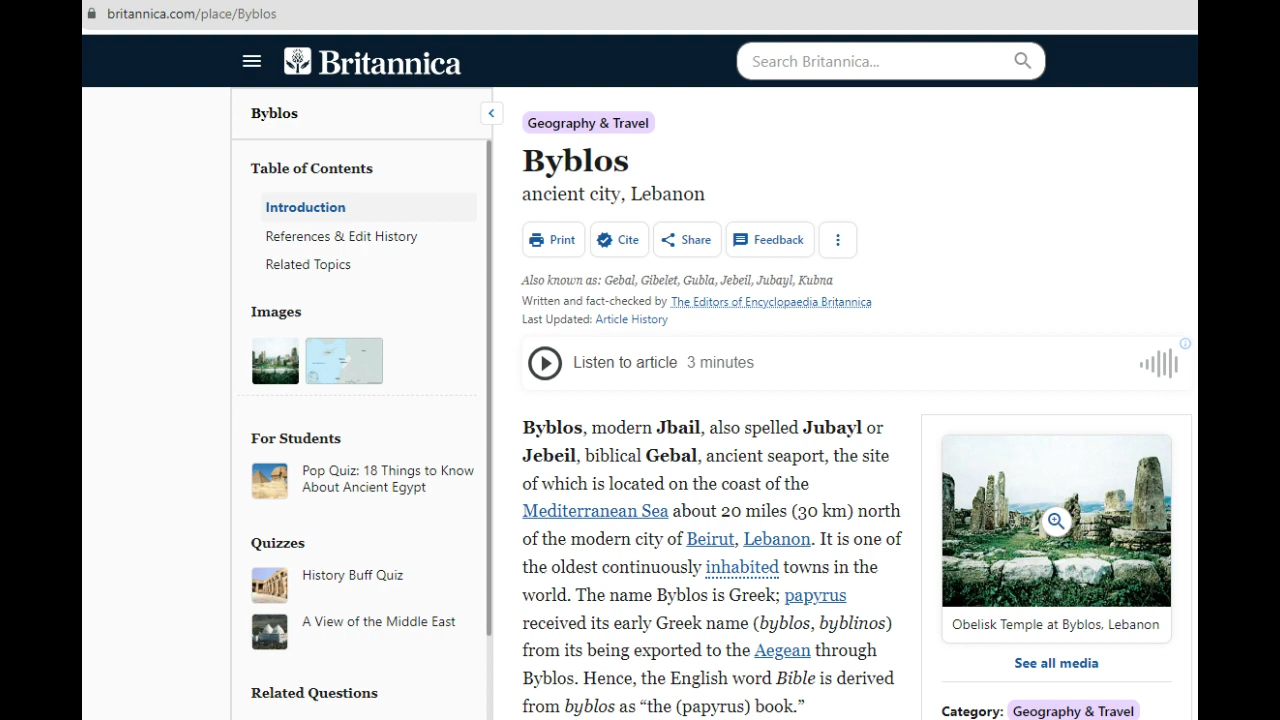 britannica.com/place/Byblos
Britannica
Search Britannica...
Byblos
Table of Contents
Introduction
References & Edit History
Related Topics
Images
For Students
Pop Quiz: 18 Things to Know
About Ancient Egypt
Quizzes
History Buff Quiz
A View of the Middle East
Related Questions
Geography & Travel
Byblos
ancient city, Lebanon
Print Cite Share Feedback
Also known as: Gebal, Gibelet, Gubla, Jebeil, Jubayl, Kubna
Written and fact-checked by The Editors of Encyclopaedia Britannica
Last Updated: Article History
Listen to article 3 minutes
Byblos, modern Jbail, also spelled Jubayl or
Jebeil, biblical Gebal, ancient seaport, the site
of which is located on the coast of the
Mediterranean Sea about 20 miles (30 km) north
of the modern city of Beirut, Lebanon. It is one of
the oldest continuously inhabited towns in the
world. The name Byblos is Greek; papyrus
received its early Greek name (byblos, byblinos)
from its being exported to the Aegean through
Byblos. Hence, the English word Bible is derived
from byblos as “the (papyrus) book.”
Obelisk Temple at Byblos, Lebanon
See all media
Category: Geography & Travel